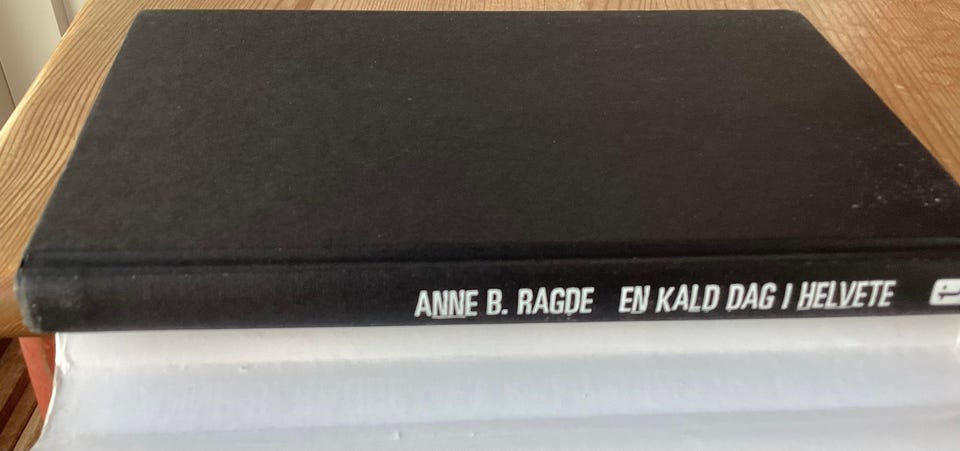 ANNE B. RAGDE EN KALD DAG I HELVETE